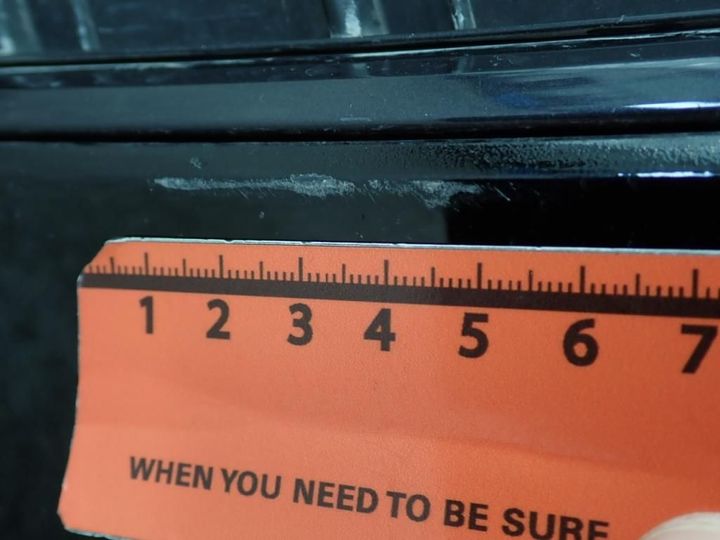 1 2 3 4 5 6 7
WHEN YOU NEED TO BE SURE